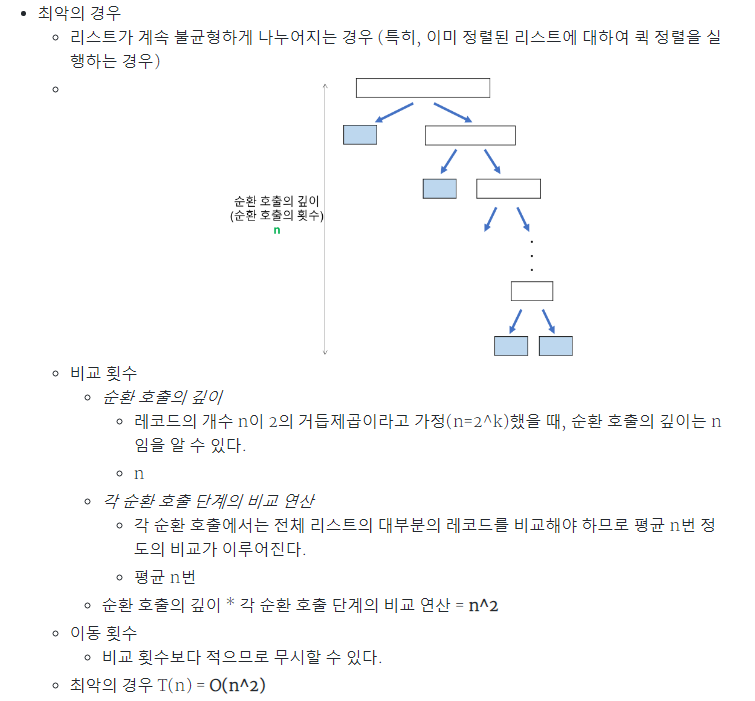 최악의 경우
리스트가 계속 불균형하게 나누어지는 경우 (특히, 이미 정렬된 리스트에 대하여 퀵 정렬을 실
행하는 경우)
순환 호출의 깊이
(순환 호출의 횟수)
n
비교 횟수
순환 호출의 깊이
레코드의 개수 n이 2의 거듭제곱이라고 가정(n=2^k)했을 때, 순환 호출의 깊이는 n
임을 알 수 있다.
n
각 순환 호출 단계의 비교 연산
각 순환 호출에서는 전체 리스트의 대부분의 레코드를 비교해야 하므로 평균 n번 정
도의 비교가 이루어진다.
평균 n번
순환 호출의 깊이 * 각 순환 호출 단계의 비교 연산 = n^2
이동 횟수
비교 횟수보다 적으므로 무시할 수 있다.
최악의 경우 T(n) = O(n^2)